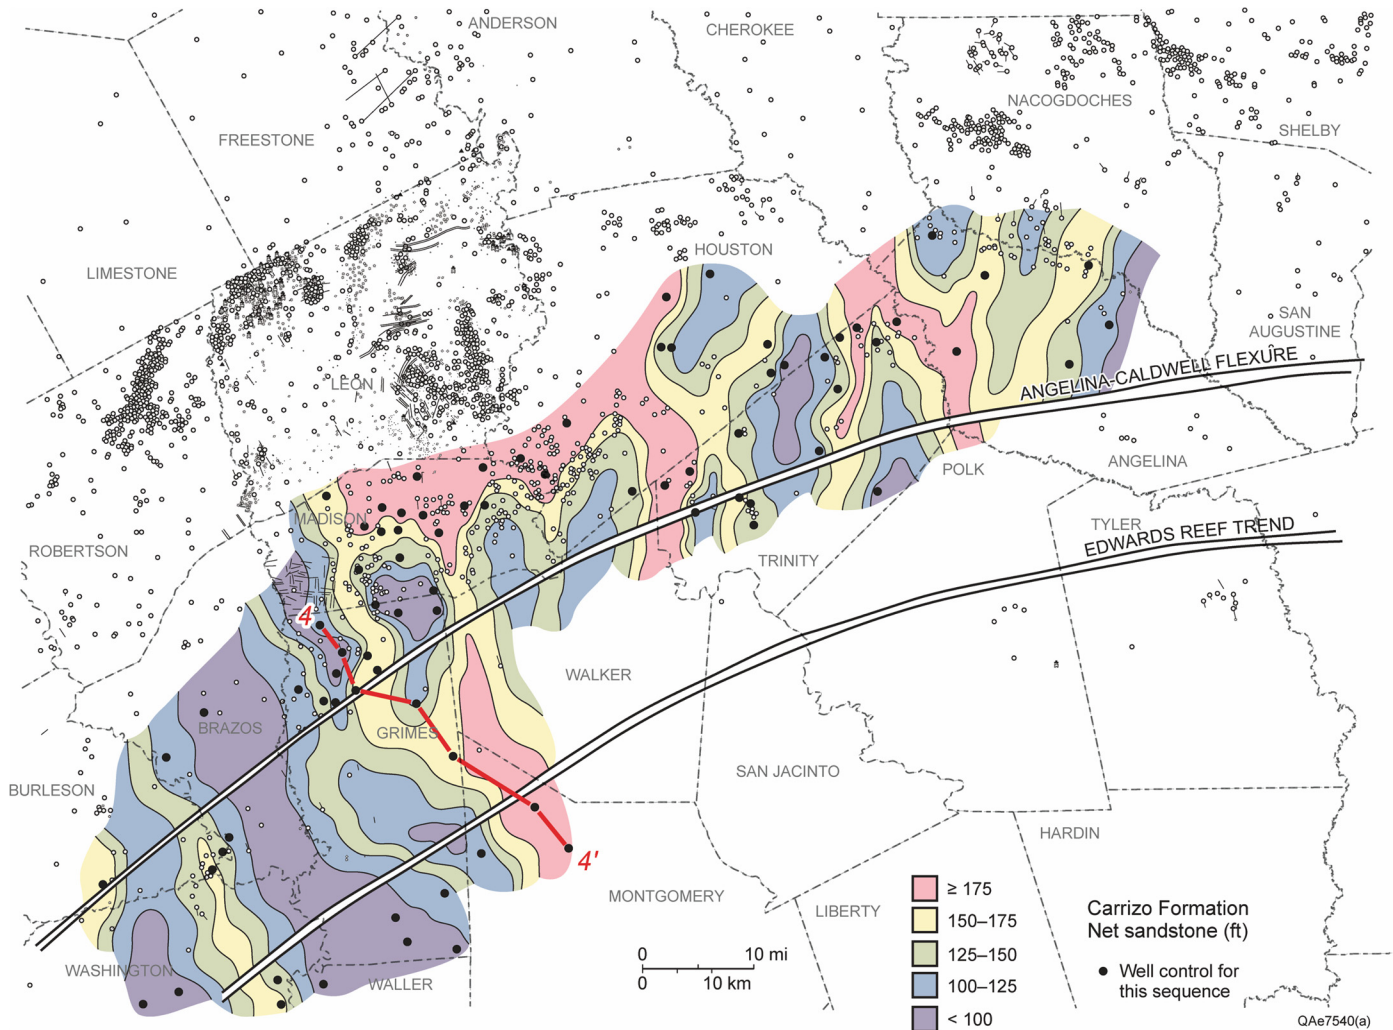 ANDERSON
CHEROKEE
NACOGDOCHES
SHELBY
FREESTONE
HOUSTON
LIMESTONE
SAN
AUGUSTINE
LEON
ANGELINA-CALDWELL FLEXURE
POLK
ANGELINA
MADISON
TYLER
EDWARDS REEF TREND
ROBERTSON
TRINITY
4
WALKER
BRAZOS
GRIMES
SAN JACINTO
BURLESON
HARDIN
4'
MONTGOMERY
LIBERTY
WASHINGTON
WALLER
0 10 mi
0 10 km
≥ 175
150–175
125–150
100–125
< 100
Carrizo Formation
Net sandstone (ft)
Well control for
this sequence
QAe7540(a)